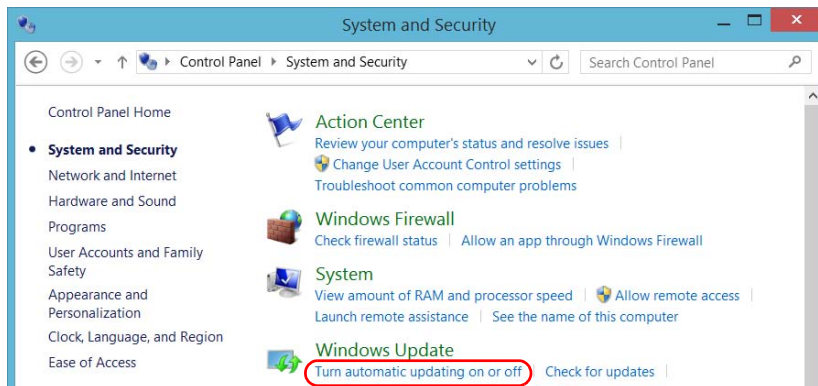 System and Security
Control Panel System and Security
Search Control Panel
Control Panel Home
System and Security
Network and Internet
Hardware and Sound
Programs
User Accounts and Family
Safety
Appearance and
Personalization
Clock, Language, and Region
Ease of Access
Action Center
Review your computer's status and resolve issues
Change User Account Control settings
Troubleshoot common computer problems
Windows Firewall
Check firewall status Allow an app through Windows Firewall
System
View amount of RAM and processor speed Allow remote access
Launch remote assistance See the name of this computer
Windows Update
Turn automatic updating on or off Check for updates